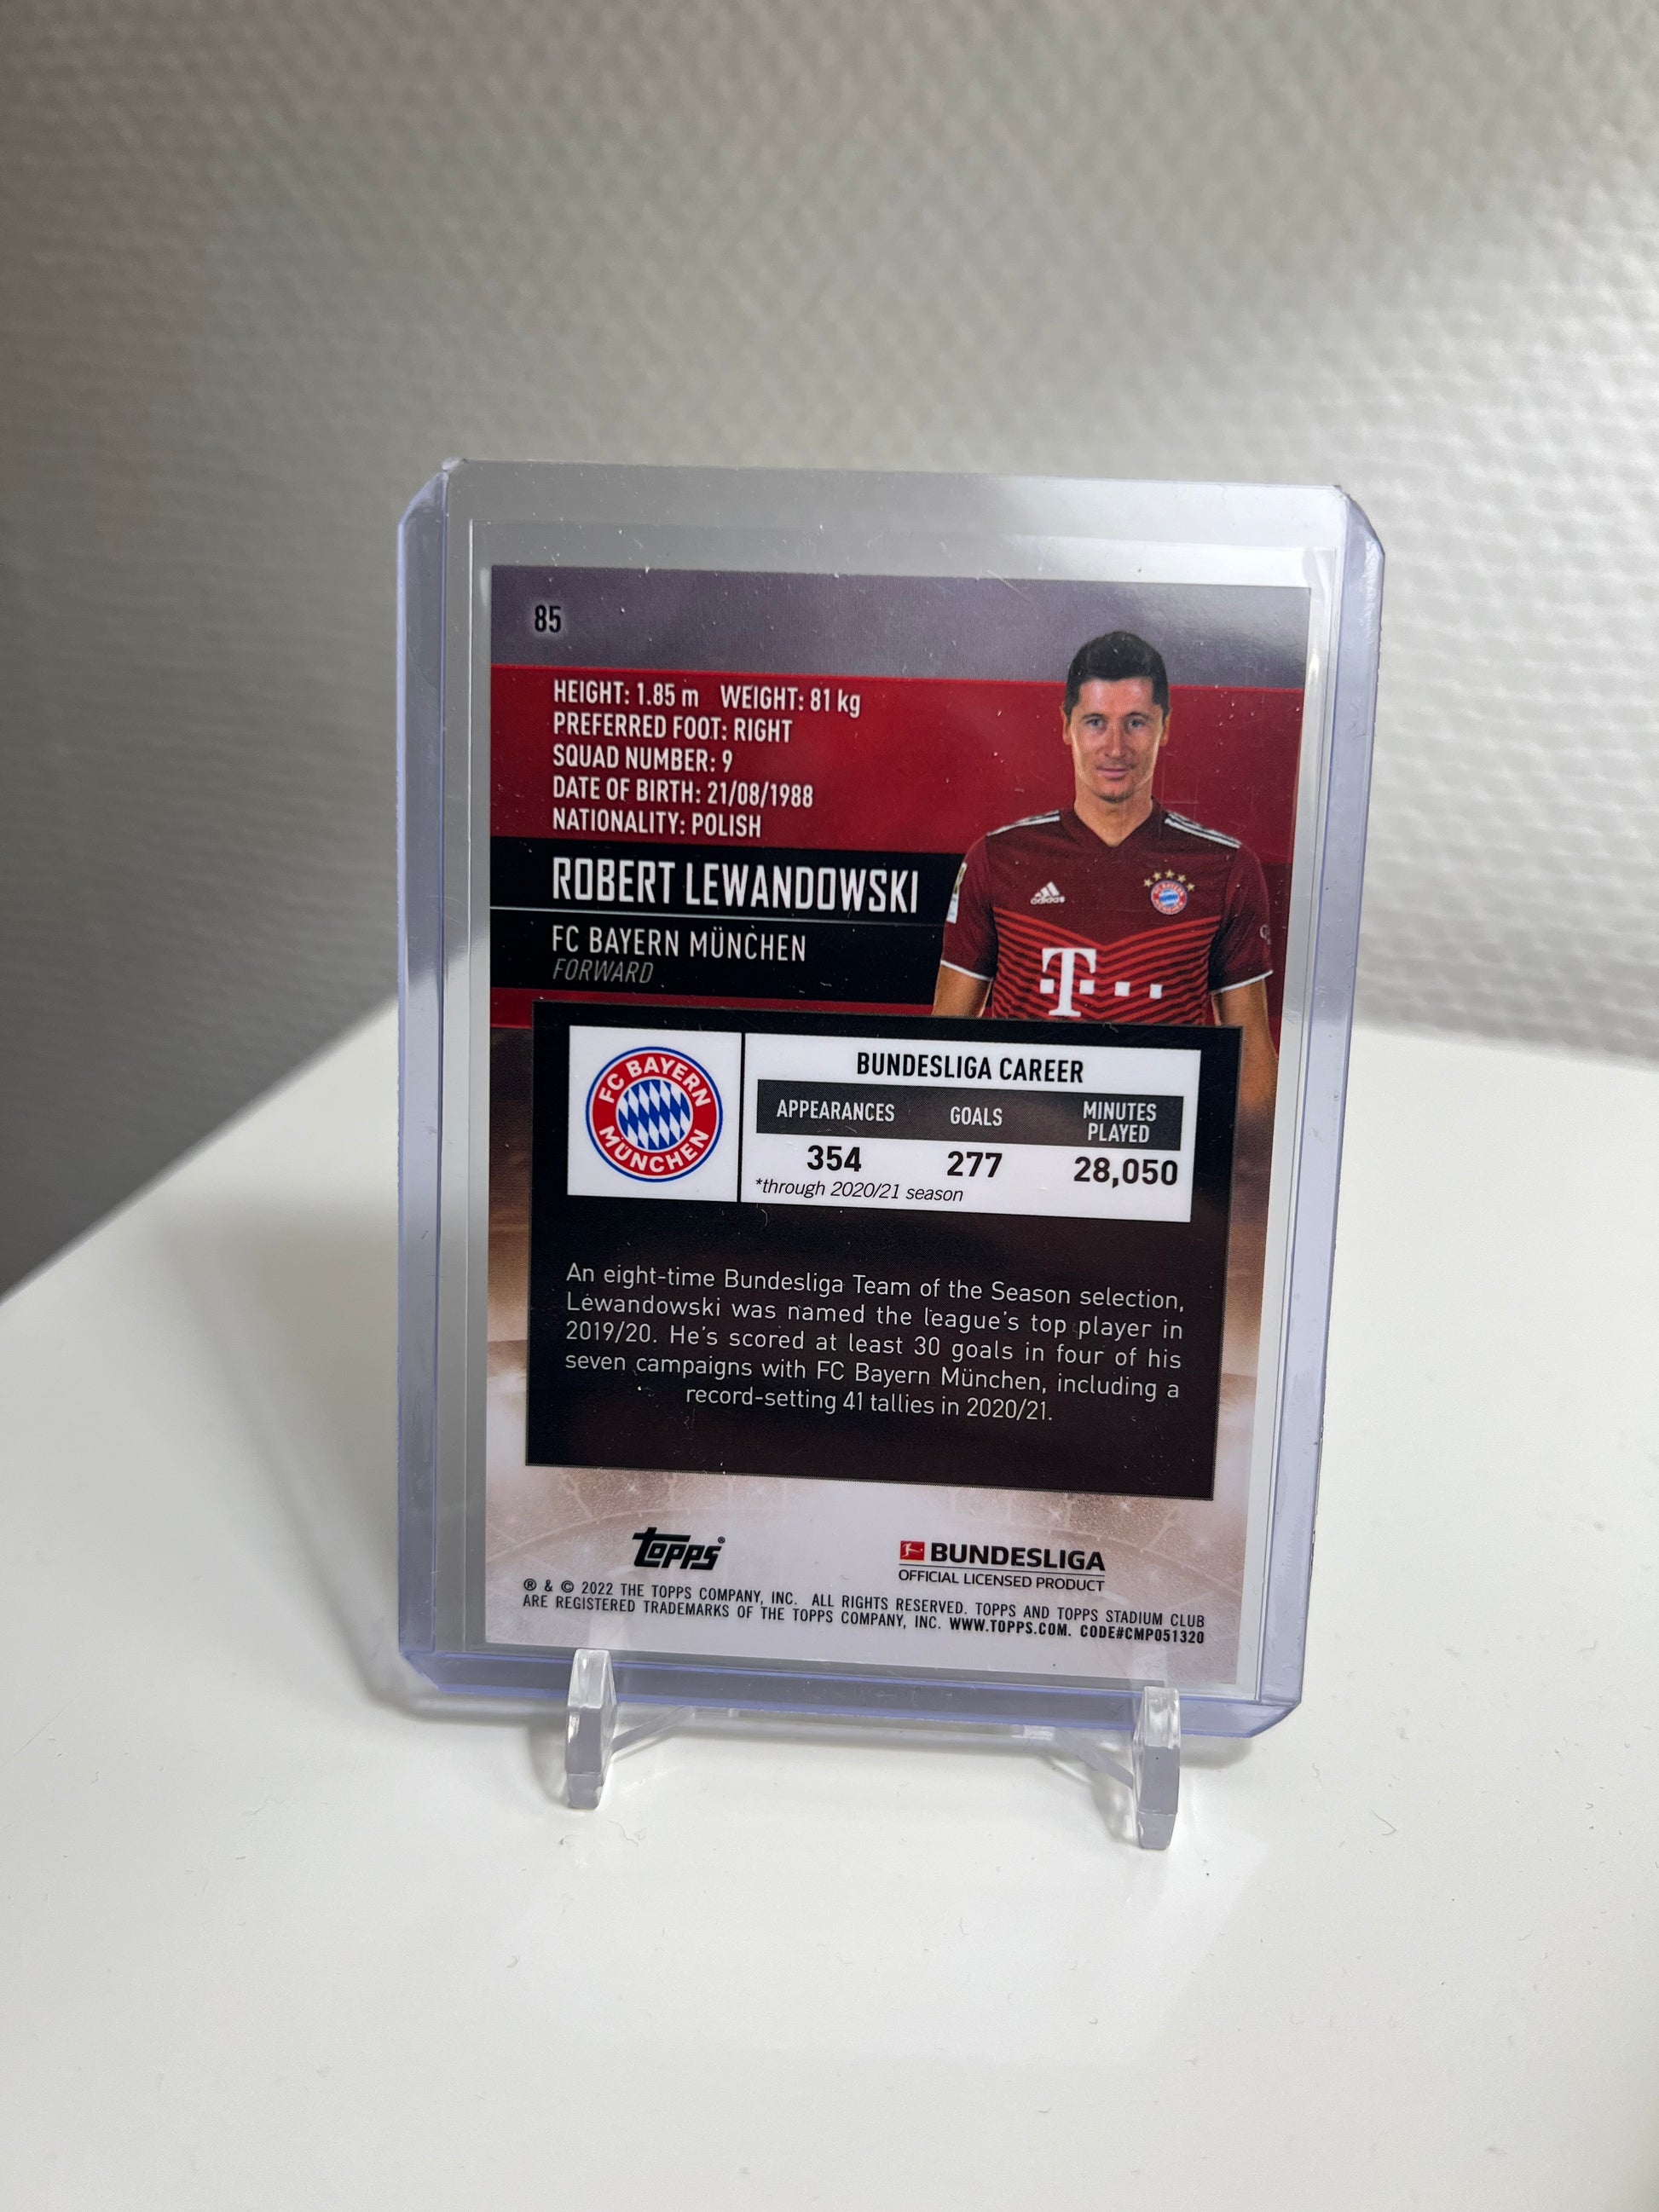 85
HEIGHT: 1.85 m WEIGHT: 81 kg
PREFERRED FOOT: RIGHT
SQUAD NUMBER: 9
DATE OF BIRTH: 21/08/1988
NATIONALITY: POLISH
ROBERT LEWANDOWSKI
FC BAYERN MÜNCHEN
FORWARD
adidas
FC BAYERN MÜNCHEN
T
FC BAYERN
MÜNCHEN
BUNDESLIGA CAREER
APPEARANCES GOALS MINUTES PLAYED
354 277 28,050
*through 2020/21 season
An eight-time Bundesliga Team of the Season selection,
Lewandowski was named the league's top player in
2019/20. He's scored at least 30 goals in four of his
seven campaigns with FC Bayern München, including a
record-setting 41 tallies in 2020/21.
topps®
BUNDESLIGA
OFFICIAL LICENSED PRODUCT
® & © 2022 THE TOPPS COMPANY, INC. ALL RIGHTS RESERVED. TOPPS AND TOPPS STADIUM CLUB
ARE REGISTERED TRADEMARKS OF THE TOPPS COMPANY, INC. WWW.TOPPS.COM. CODE#CMP051320